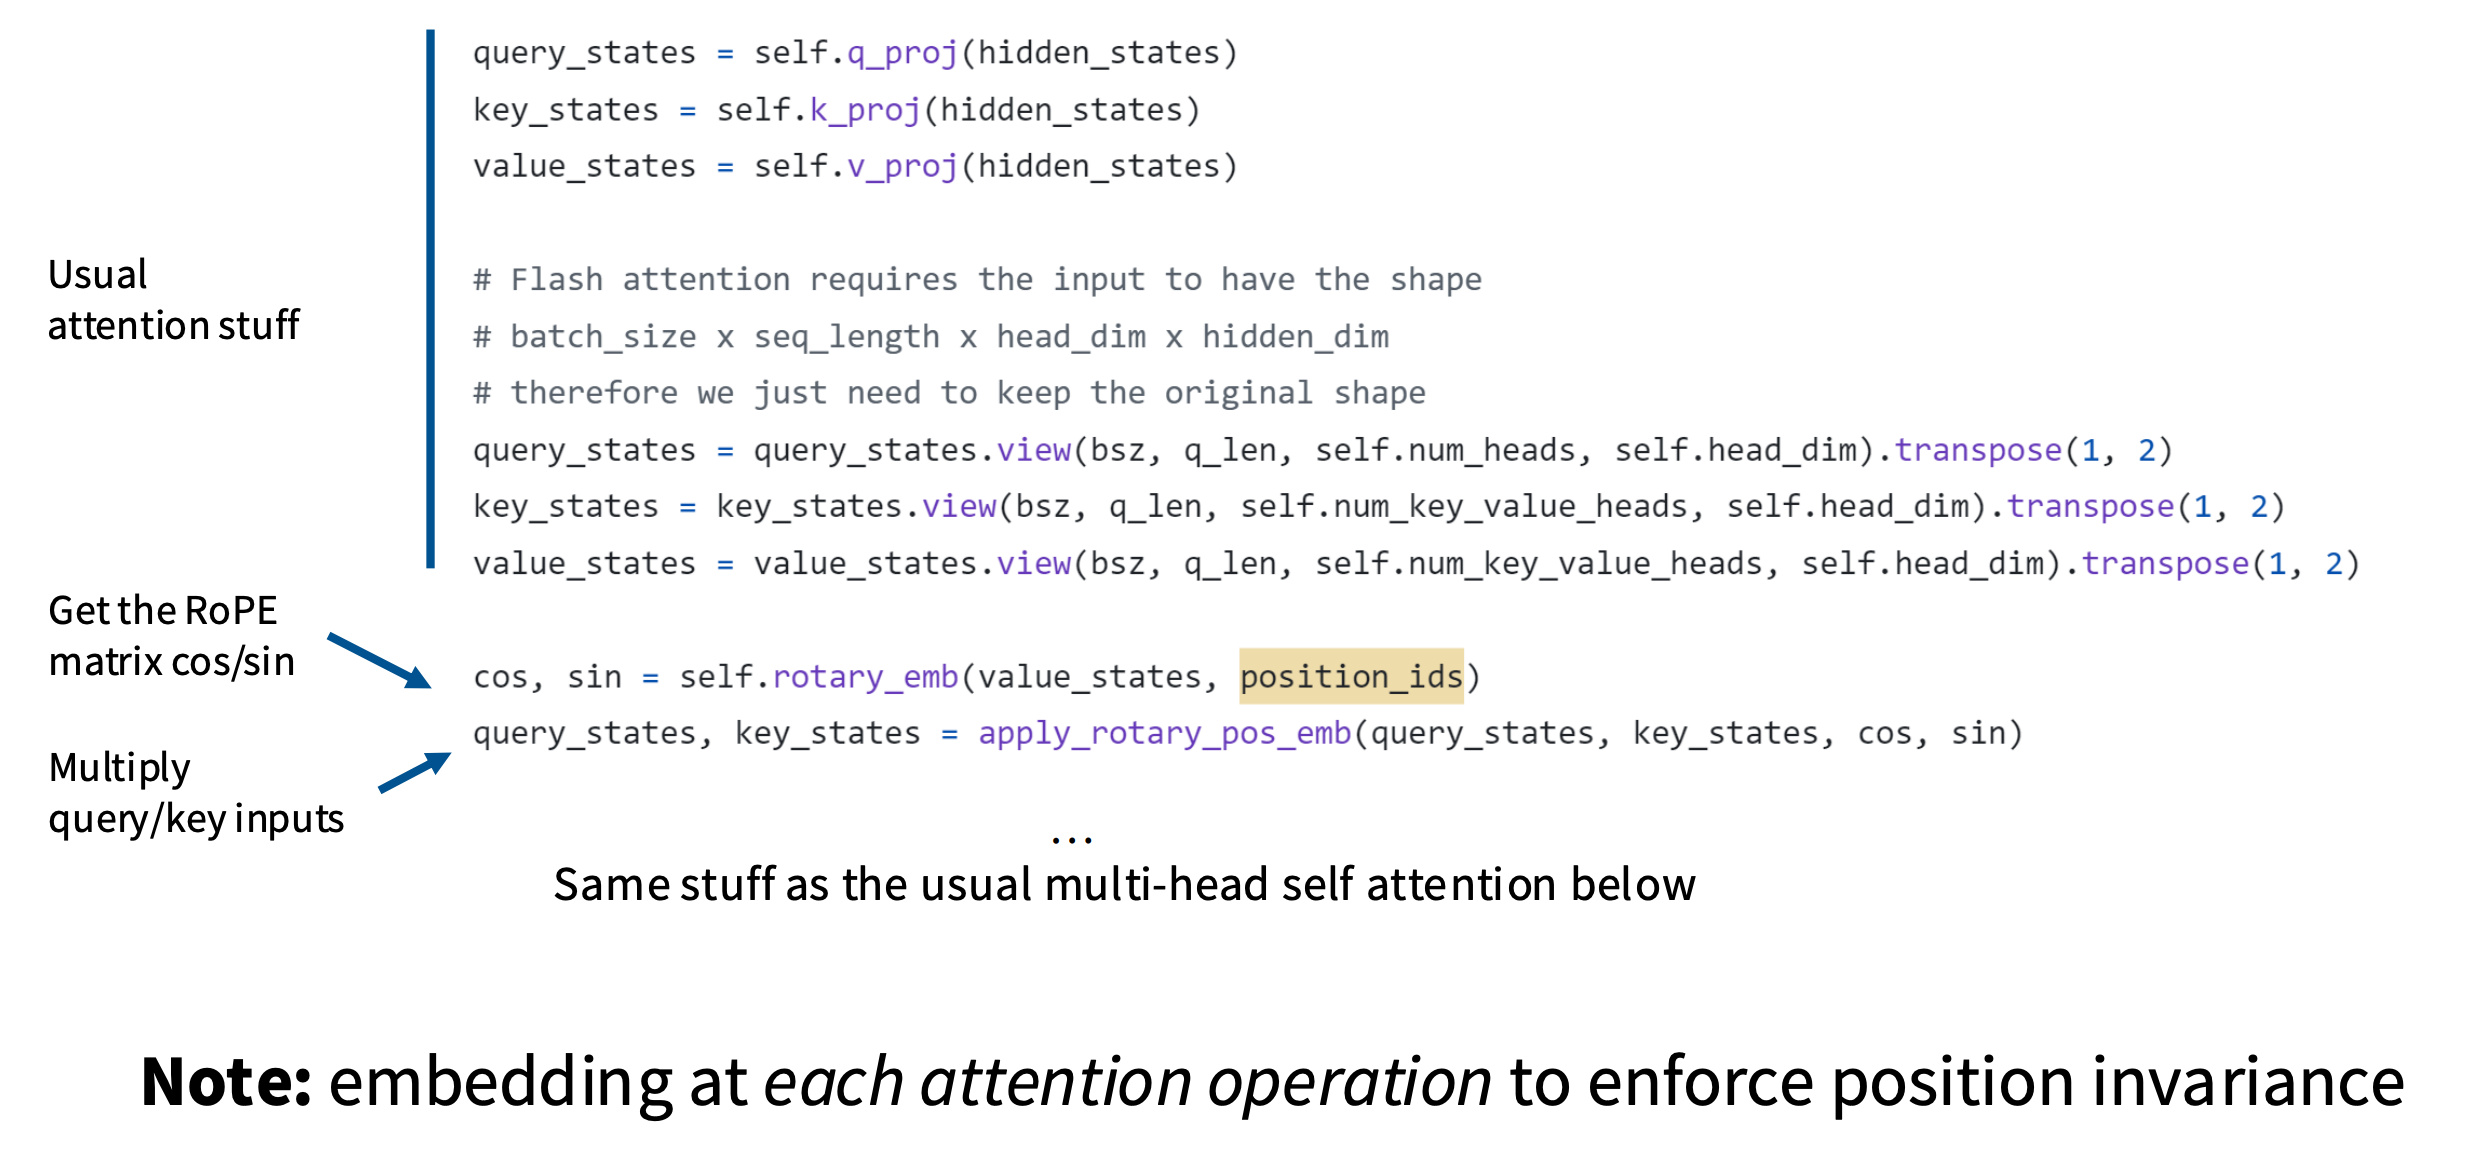 query_states = self.q_proj(hidden_states)
key_states = self.k_proj(hidden_states)
value_states = self.v_proj(hidden_states)
Usual
attention stuff
# Flash attention requires the input to have the shape
# batch_size x seq_length x head_dim x hidden_dim
# therefore we just need to keep the original shape
query_states = query_states.view(bsz, q_len, self.num_heads, self.head_dim).transpose(1, 2)
key_states = key_states.view(bsz, q_len, self.num_key_value_heads, self.head_dim).transpose(1, 2)
value_states = value_states.view(bsz, q_len, self.num_key_value_heads, self.head_dim).transpose(1, 2)
Get the RoPE
matrix cos/sin
cos, sin = self.rotary_emb(value_states, position_ids)
query_states, key_states = apply_rotary_pos_emb(query_states, key_states, cos, sin)
Multiply
query/key inputs
...
Same stuff as the usual multi-head self attention below
Note: embedding at each attention operation to enforce position invariance